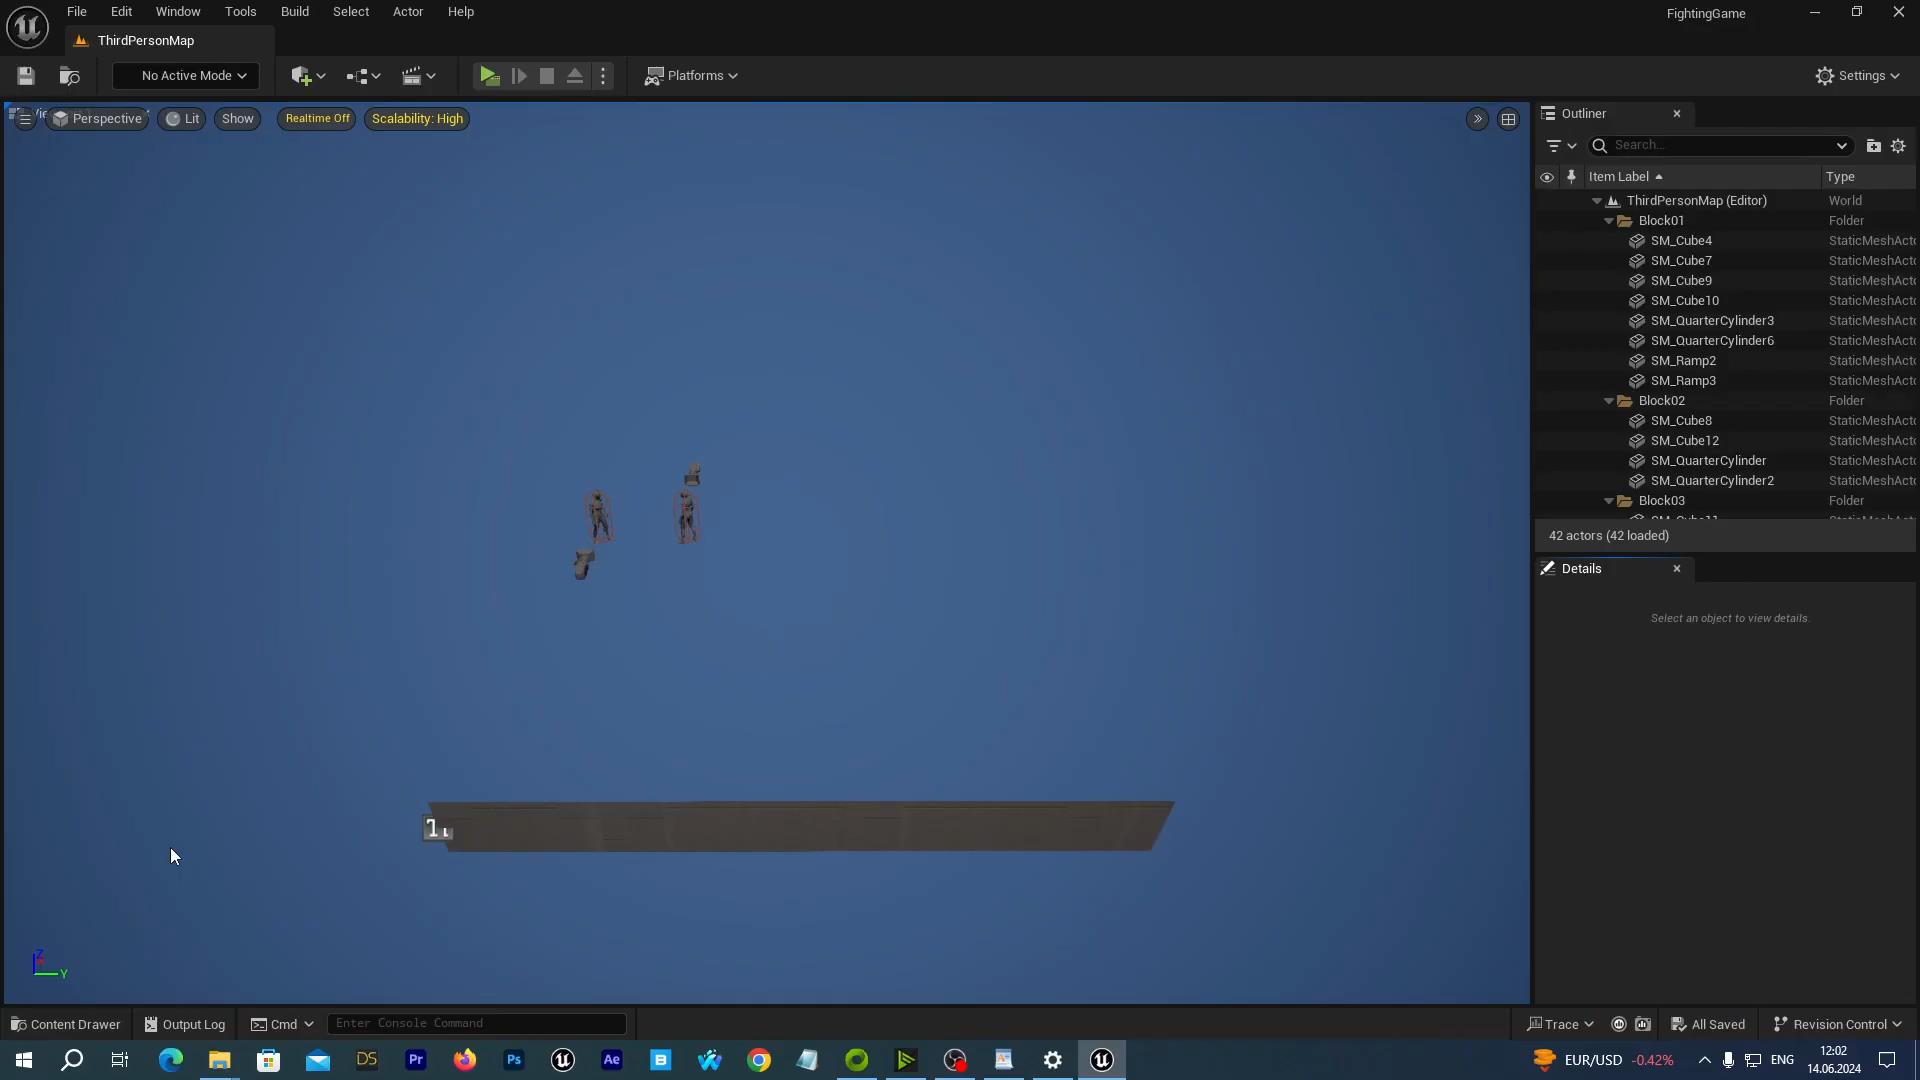 File Edit Window Tools Build Select Actor Help
FightingGame
ThirdPersonMap
No Active Mode
Platforms
Settings
Perspective Lit Show Realtime Off Scalability: High
Outliner
Search...
Item Label Type
ThirdPersonMap (Editor) World
Block01 Folder
SM_Cube4 StaticMeshActo
SM_Cube7 StaticMeshActo
SM_Cube9 StaticMeshActo
SM_Cube10 StaticMeshActo
SM_QuarterCylinder3 StaticMeshActo
SM_QuarterCylinder6 StaticMeshActo
SM_Ramp2 StaticMeshActo
SM_Ramp3 StaticMeshActo
Block02 Folder
SM_Cube8 StaticMeshActo
SM_Cube12 StaticMeshActo
SM_QuarterCylinder StaticMeshActo
SM_QuarterCylinder2 StaticMeshActo
Block03 Folder
42 actors (42 loaded)
Details
Select an object to view details.
Z
Y
Content Drawer Output Log Cmd Enter Console Command
Trace All Saved Revision Control
DS Pr Ps Ae
EUR/USD -0.42% ENG
12:02
14.06.2024